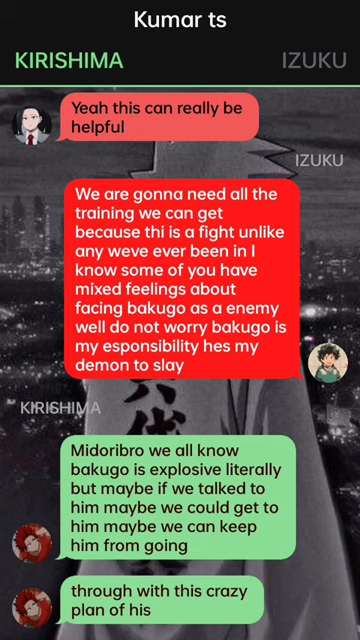 Kumar ts
KIRISHIMA IZUKU
Yeah this can really be
helpful
IZUKU
We are gonna need all the
training we can get
because thi is a fight unlike
any weve ever been in I
know some of you have
mixed feelings about
facing bakugo as a enemy
well do not worry bakugo is
my esponsibility hes my
demon to slay
KIRISHIMA
Midoribro we all know
bakugo is explosive literally
but maybe if we talked to
him maybe we could get to
him maybe we can keep
him from going
through with this crazy
plan of his